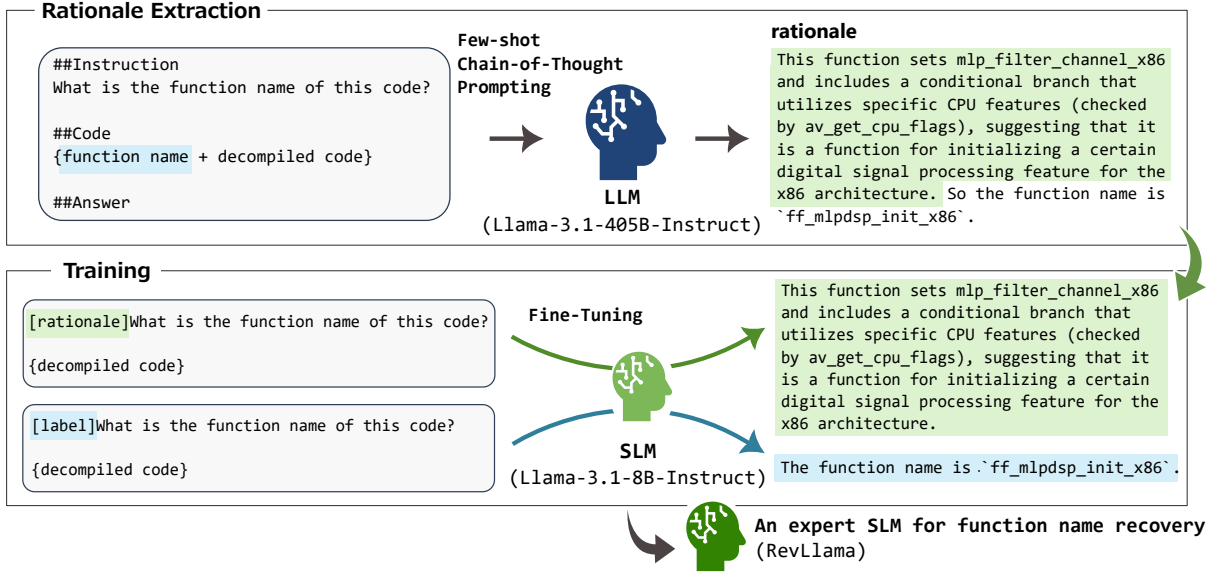 Rationale Extraction
##Instruction
What is the function name of this code?
##Code
{function name + decompiled code}
##Answer
Few-shot
Chain-of-Thought
Prompting
LLM
(Llama-3.1-405B-Instruct)
rationale
This function sets mlp_filter_channel_x86
and includes a conditional branch that
utilizes specific CPU features (checked
by av_get_cpu_flags), suggesting that it
is a function for initializing a certain
digital signal processing feature for the
x86 architecture. So the function name is
`ff_mlpdsp_init_x86`.
Training
[rationale]What is the function name of this code?
{decompiled code}
[label]What is the function name of this code?
{decompiled code}
Fine-Tuning
SLM
(Llama-3.1-8B-Instruct)
This function sets mlp_filter_channel_x86
and includes a conditional branch that
utilizes specific CPU features (checked
by av_get_cpu_flags), suggesting that it
is a function for initializing a certain
digital signal processing feature for the
x86 architecture.
The function name is `ff_mlpdsp_init_x86`.
An expert SLM for function name recovery
(RevLlama)